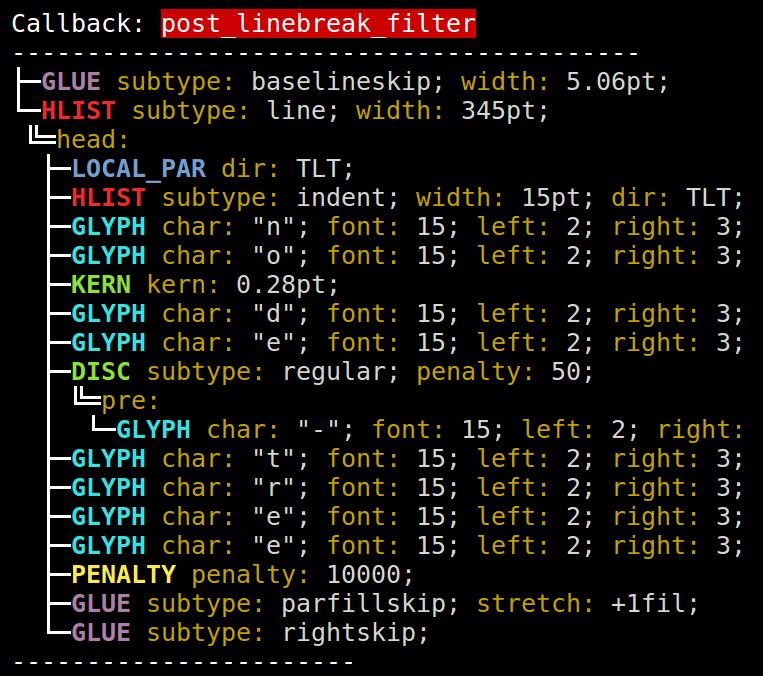 Callback: post_linebreak_filter
------------------------------------------
├─GLUE subtype: baselineskip; width: 5.06pt;
└─HLIST subtype: line; width: 345pt;
 ╚═head:
  ├─LOCAL_PAR dir: TLT;
  ├─HLIST subtype: indent; width: 15pt; dir: TLT;
  ├─GLYPH char: "n"; font: 15; left: 2; right: 3;
  ├─GLYPH char: "o"; font: 15; left: 2; right: 3;
  ├─KERN kern: 0.28pt;
  ├─GLYPH char: "d"; font: 15; left: 2; right: 3;
  ├─GLYPH char: "e"; font: 15; left: 2; right: 3;
  ├─DISC subtype: regular; penalty: 50;
  │ ╚═pre:
  │  └─GLYPH char: "-"; font: 15; left: 2; right:
  ├─GLYPH char: "t"; font: 15; left: 2; right: 3;
  ├─GLYPH char: "r"; font: 15; left: 2; right: 3;
  ├─GLYPH char: "e"; font: 15; left: 2; right: 3;
  ├─GLYPH char: "e"; font: 15; left: 2; right: 3;
  ├─PENALTY penalty: 10000;
  ├─GLUE subtype: parfillskip; stretch: +1fil;
  └─GLUE subtype: rightskip;
-----------------------